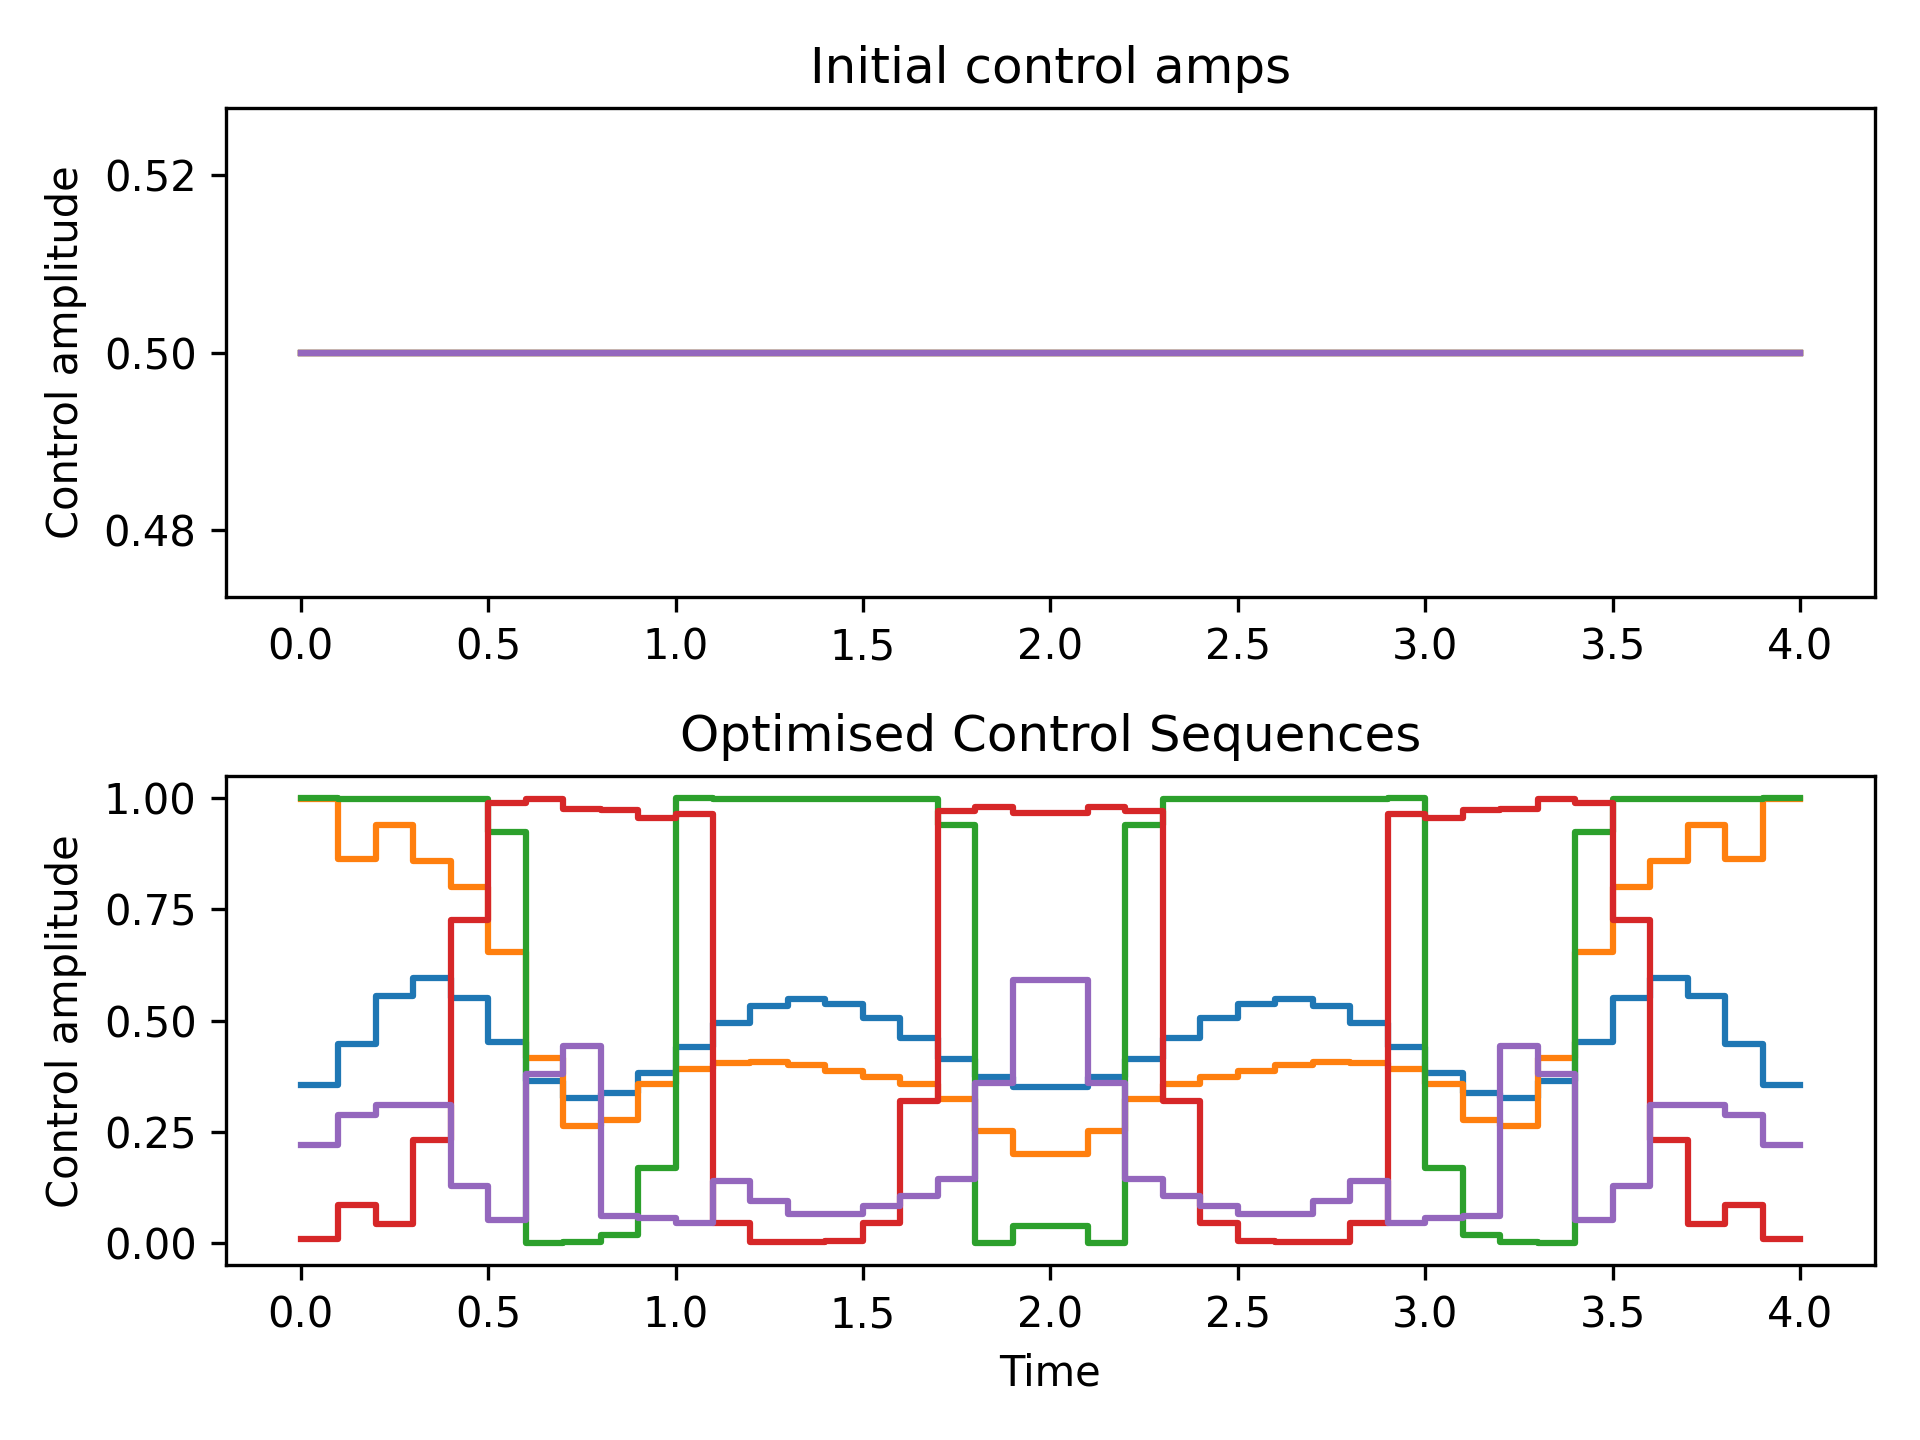 Initial control amps
Control amplitude
0.52
0.50
0.48
0.0 0.5 1.0 1.5 2.0 2.5 3.0 3.5 4.0
Optimised Control Sequences
Control amplitude
1.00
0.75
0.50
0.25
0.00
0.0 0.5 1.0 1.5 2.0 2.5 3.0 3.5 4.0
Time